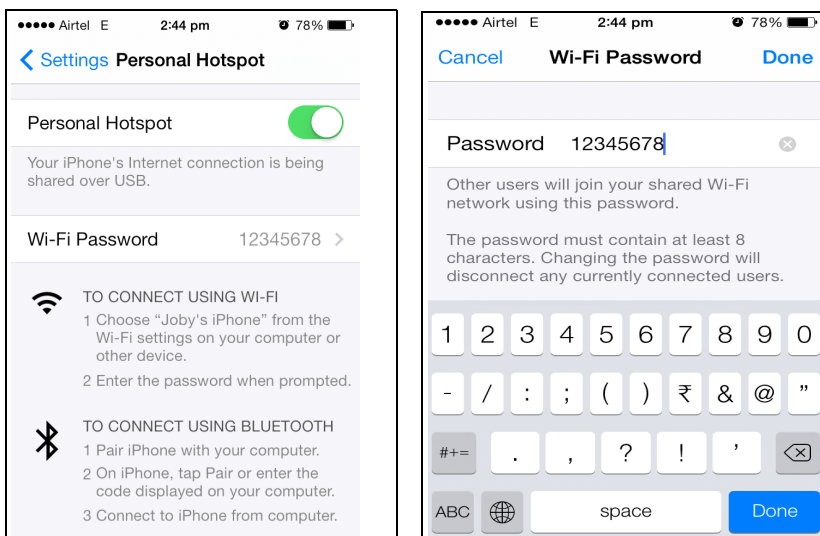 Airtel E 2:44 pm 78%
Settings Personal Hotspot
Personal Hotspot
Your iPhone's Internet connection is being
shared over USB.
Wi-Fi Password 12345678
TO CONNECT USING WI-FI
1 Choose “Joby's iPhone” from the
Wi-Fi settings on your computer or
other device.
2 Enter the password when prompted.
TO CONNECT USING BLUETOOTH
1 Pair iPhone with your computer.
2 On iPhone, tap Pair or enter the
code displayed on your computer.
3 Connect to iPhone from computer.
Airtel E 2:44 pm 78%
Cancel Wi-Fi Password Done
Password 12345678
Other users will join your shared Wi-Fi
network using this password.
The password must contain at least 8
characters. Changing the password will
disconnect any currently connected users.
1 2 3 4 5 6 7 8 9 0
- / : ; ( ) ₹ & @ ”
#+= . , ? ! ’
ABC space Done